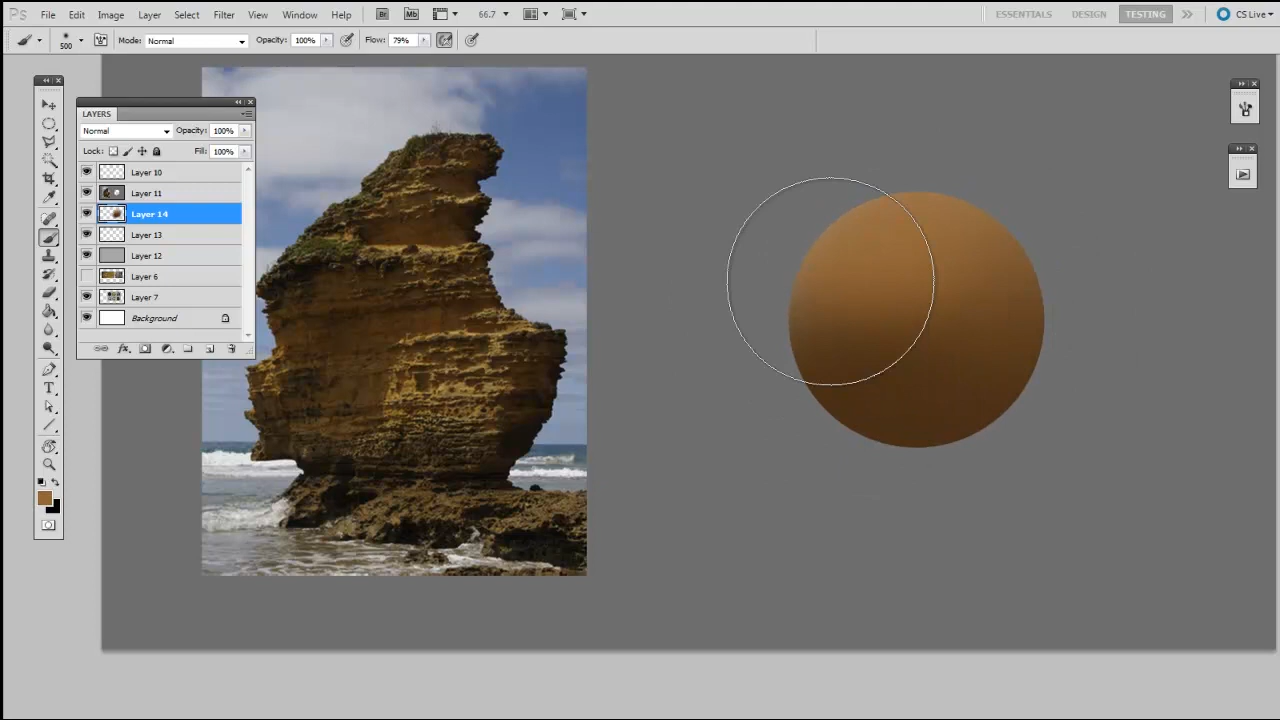 Ps File Edit Image Layer Select Filter View Window Help Br Mb 66.7 ESSENTIALS DESIGN TESTING CS Live
500 Mode: Normal Opacity: 100% Flow: 79%
LAYERS
Normal Opacity: 100%
Lock: Fill: 100%
Layer 10
Layer 11
Layer 14
Layer 13
Layer 12
Layer 6
Layer 7
Background
fx
T